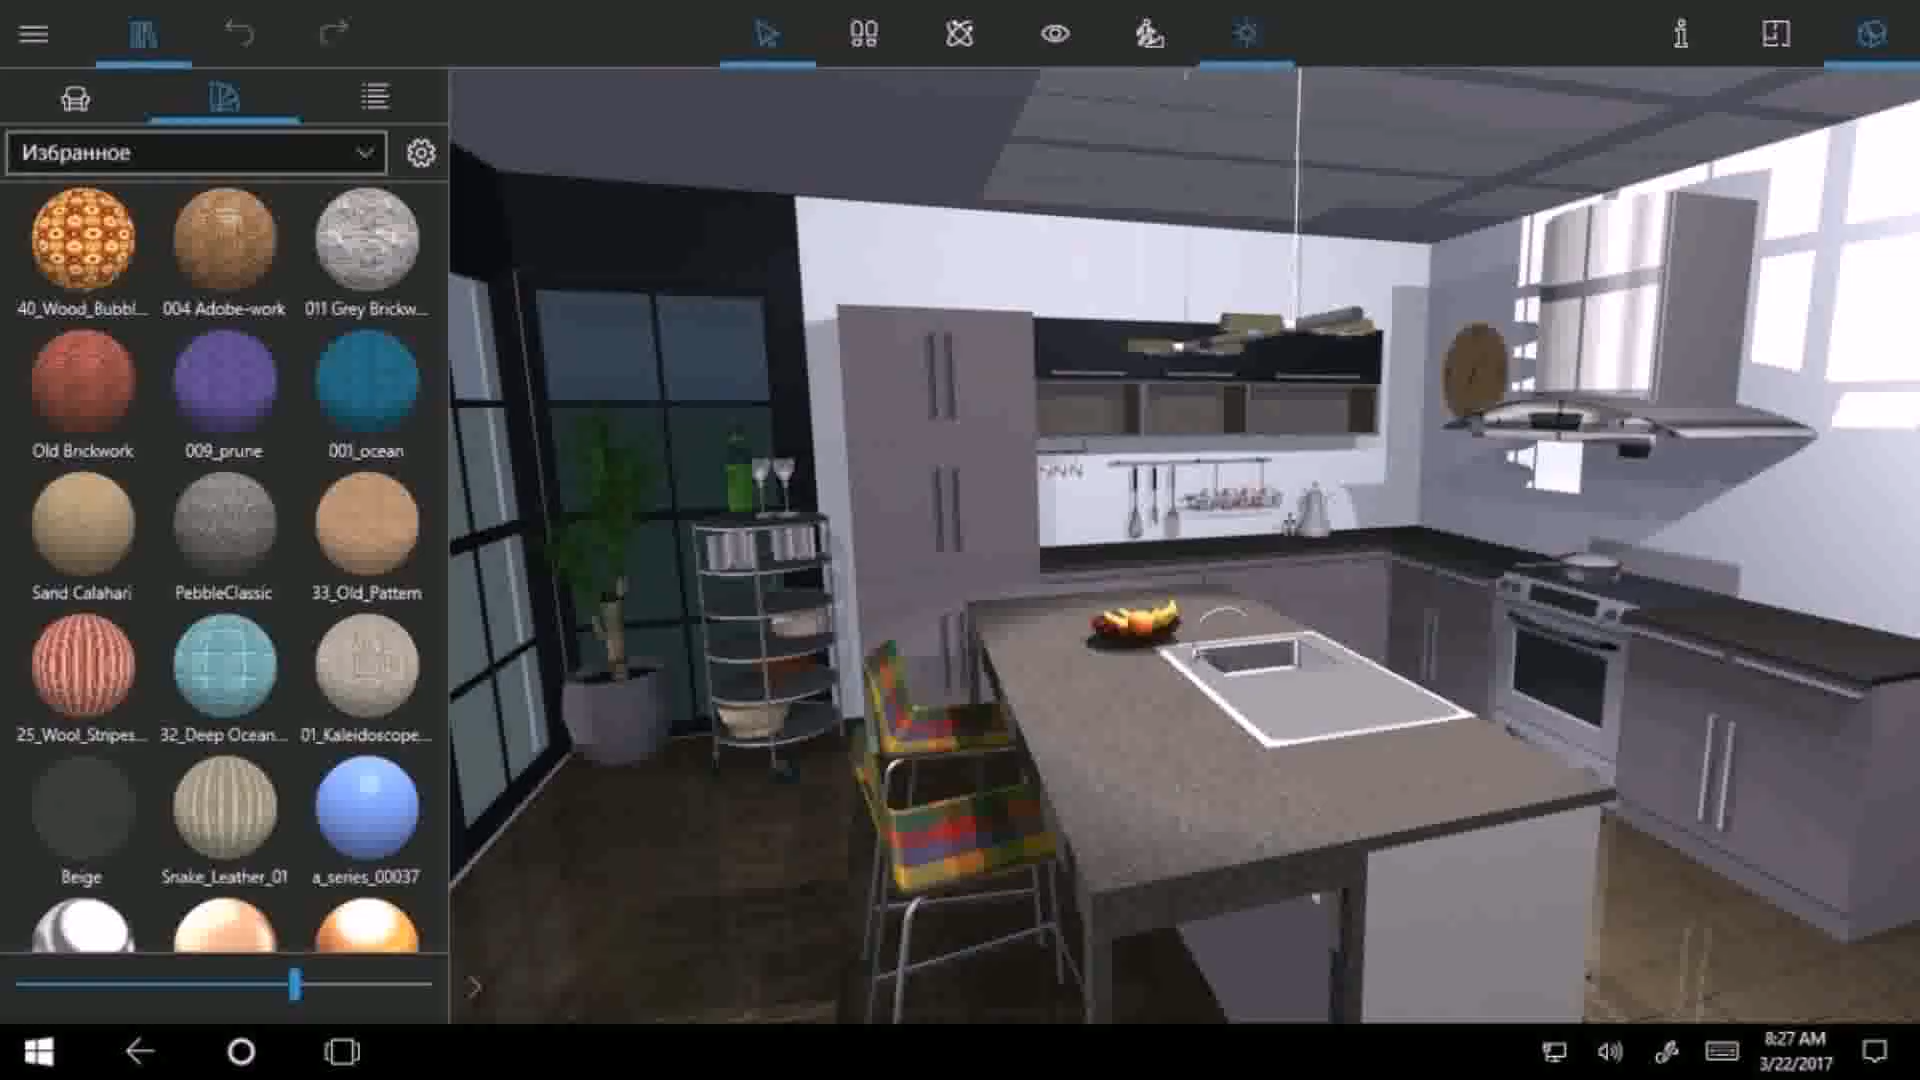 Избранное
40_Wood_Bubbl...
004 Adobe-work
011 Grey Brickw...
Old Brickwork
009_prune
001_ocean
Sand Calahari
PebbleClassic
33_Old_Pattern
25_Wool_Stripes...
32_Deep Ocean...
01_Kaleidoscope...
Beige
Snake_Leather_01
a_series_00037
8:27 AM
3/22/2017